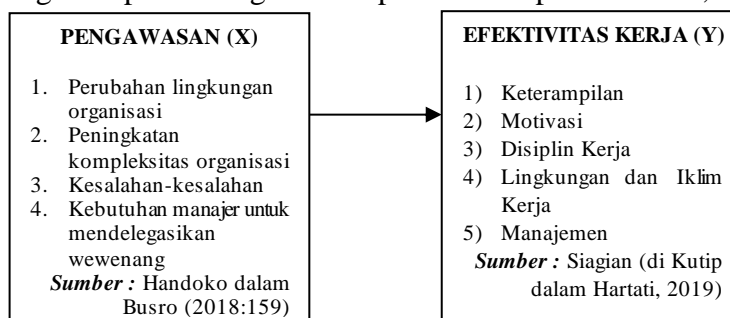 PENGAWASAN (X)
1. Perubahan lingkungan
organisasi
2. Peningkatan
kompleksitas organisasi
3. Kesalahan-kesalahan
4. Kebutuhan manajer untuk
mendelegasikan
wewenang
Sumber : Handoko dalam
Busro (2018:159)
EFEKTIVITAS KERJA (Y)
1) Keterampilan
2) Motivasi
3) Disiplin Kerja
4) Lingkungan dan Iklim
Kerja
5) Manajemen
Sumber : Siagian (di Kutip
dalam Hartati, 2019)